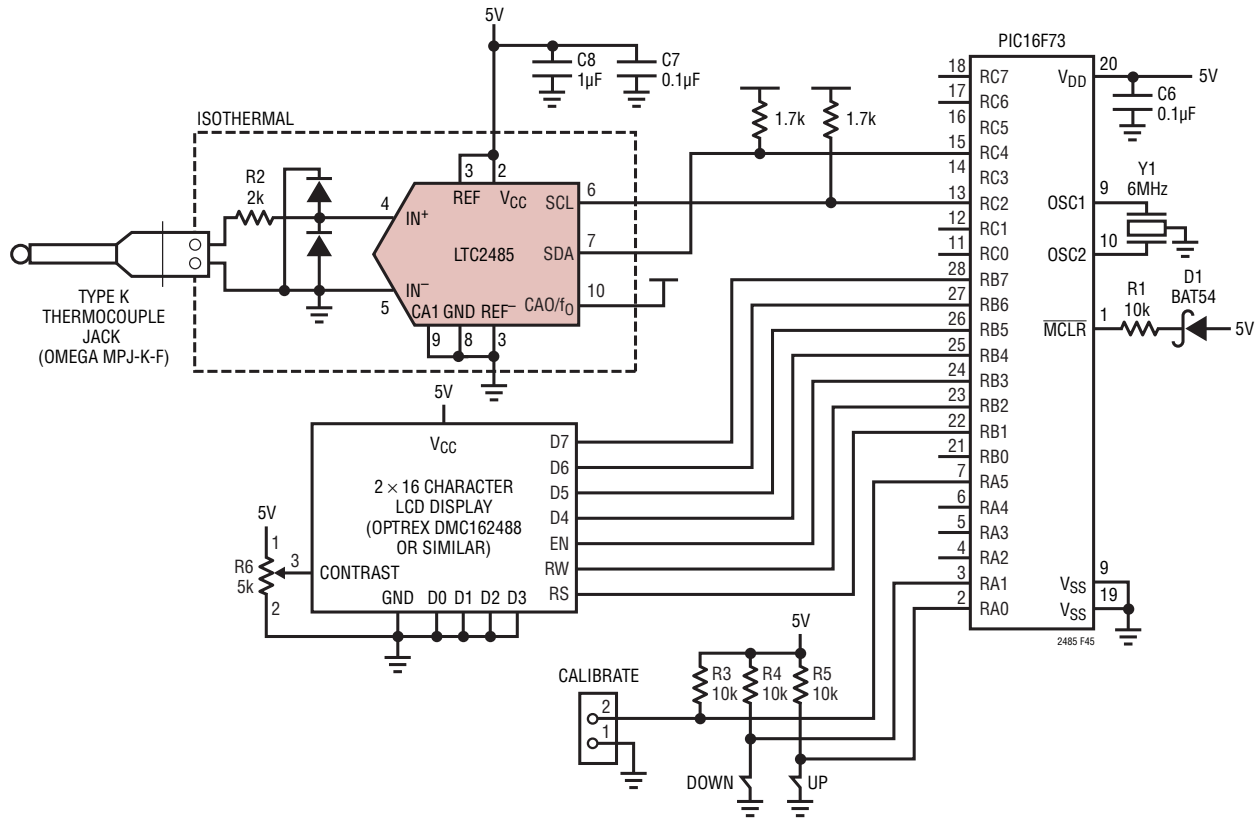 5V
C8
1µF
C7
0.1µF
ISOTHERMAL
R2
2k
4
IN+
3
REF
2
VCC
SCL
6
LTC2485
SDA
7
IN–
5
CA1
GND
REF–
CAO/fO
10
9
8
3
TYPE K
THERMOCOUPLE
JACK
(OMEGA MPJ-K-F)
1.7k
1.7k
PIC16F73
18
RC7
17
RC6
16
RC5
15
RC4
14
RC3
13
RC2
12
RC1
11
RC0
28
RB7
27
RB6
26
RB5
25
RB4
24
RB3
23
RB2
22
RB1
21
RB0
7
RA5
6
RA4
5
RA3
4
RA2
3
RA1
2
RA0
VDD
20
5V
C6
0.1µF
Y1
6MHz
OSC1
9
OSC2
10
D1
BAT54
R1
10k
MCLR
1
5V
VSS
9
VSS
19
2485 F45
5V
VCC
2 × 16 CHARACTER
LCD DISPLAY
(OPTREX DMC162488
OR SIMILAR)
D7
D6
D5
D4
EN
RW
RS
5V
1
R6
5k
3
2
CONTRAST
GND
D0
D1
D2
D3
CALIBRATE
2
1
5V
R3
10k
R4
10k
R5
10k
DOWN
UP